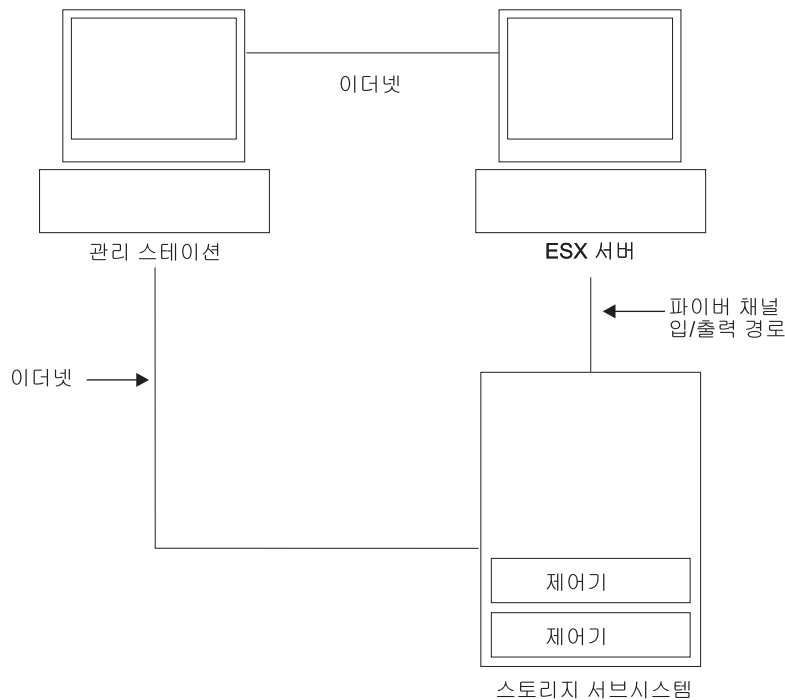 이더넷
관리 스테이션
ESX 서버
파이버 채널
입/출력 경로
이더넷
제어기
제어기
스토리지 서브시스템